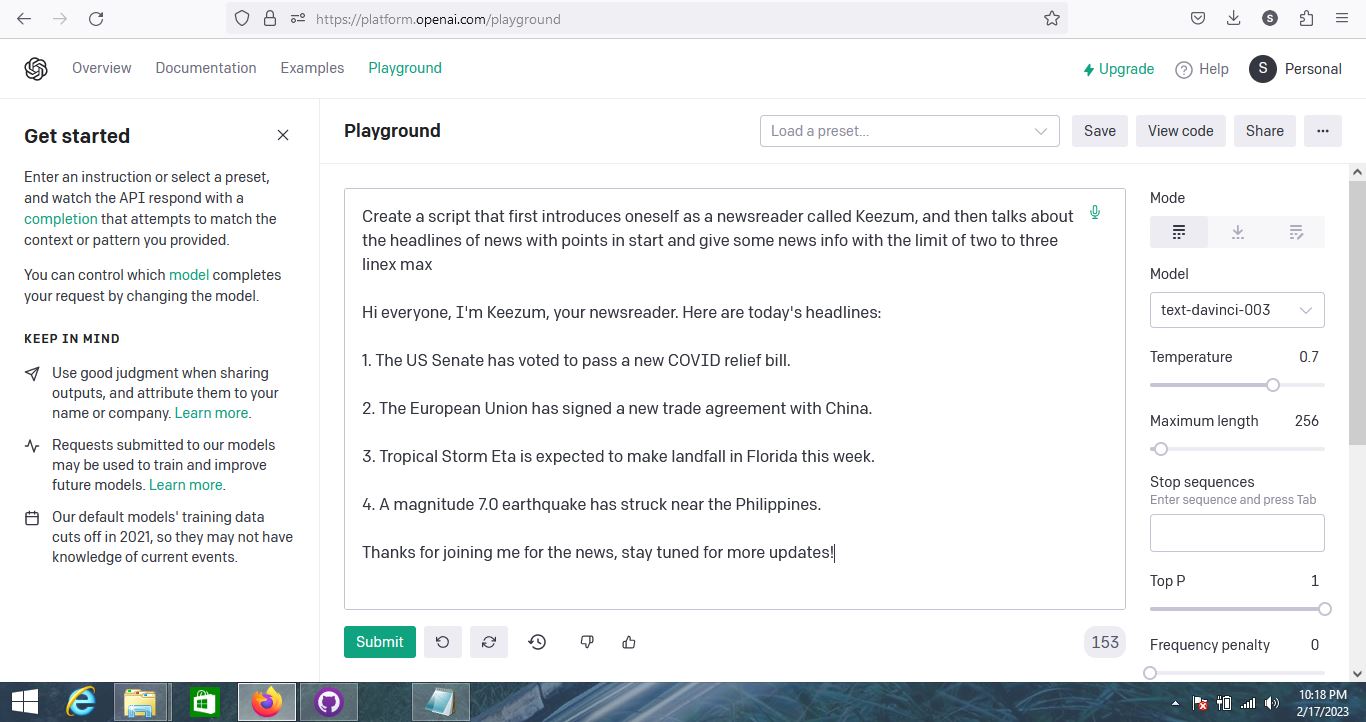 https://platform.openai.com/playground
S
Overview
Documentation
Examples
Playground
Upgrade
Help
S
Personal
Get started
Enter an instruction or select a preset,
and watch the API respond with a
completion that attempts to match the
context or pattern you provided.
You can control which model completes
your request by changing the model.
KEEP IN MIND
Use good judgment when sharing
outputs, and attribute them to your
name or company. Learn more.
Requests submitted to our models
may be used to train and improve
future models. Learn more.
Our default models' training data
cuts off in 2021, so they may not have
knowledge of current events.
Playground
Load a preset...
Save
View code
Share
Create a script that first introduces oneself as a newsreader called Keezum, and then talks about
the headlines of news with points in start and give some news info with the limit of two to three
linex max
Hi everyone, I'm Keezum, your newsreader. Here are today's headlines:
1. The US Senate has voted to pass a new COVID relief bill.
2. The European Union has signed a new trade agreement with China.
3. Tropical Storm Eta is expected to make landfall in Florida this week.
4. A magnitude 7.0 earthquake has struck near the Philippines.
Thanks for joining me for the news, stay tuned for more updates!
Submit
153
Mode
Model
text-davinci-003
Temperature 0.7
Maximum length 256
Stop sequences
Enter sequence and press Tab
Top P 1
Frequency penalty 0
10:18 PM
2/17/2023